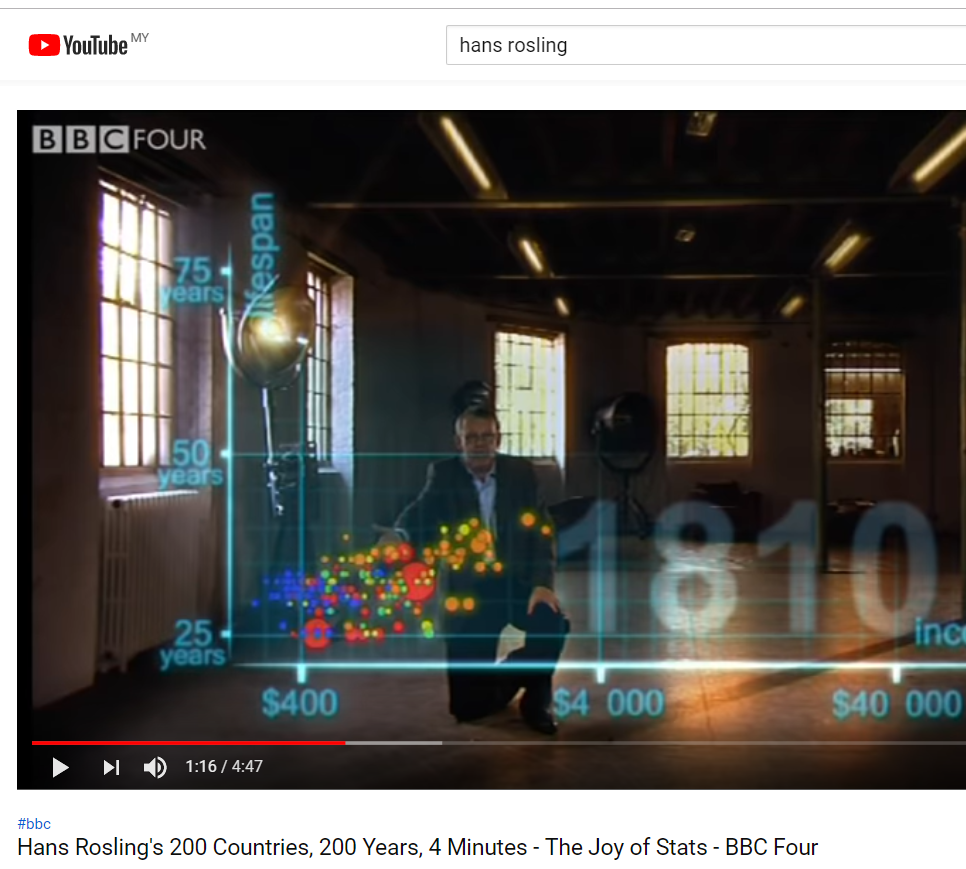 YouTube MY
hans rosling
BBC FOUR
lifespan
75
years
50
years
1810
25
years
inco
$400
$4 000
$40 000
1:16 / 4:47
#bbc
Hans Rosling's 200 Countries, 200 Years, 4 Minutes - The Joy of Stats - BBC Four